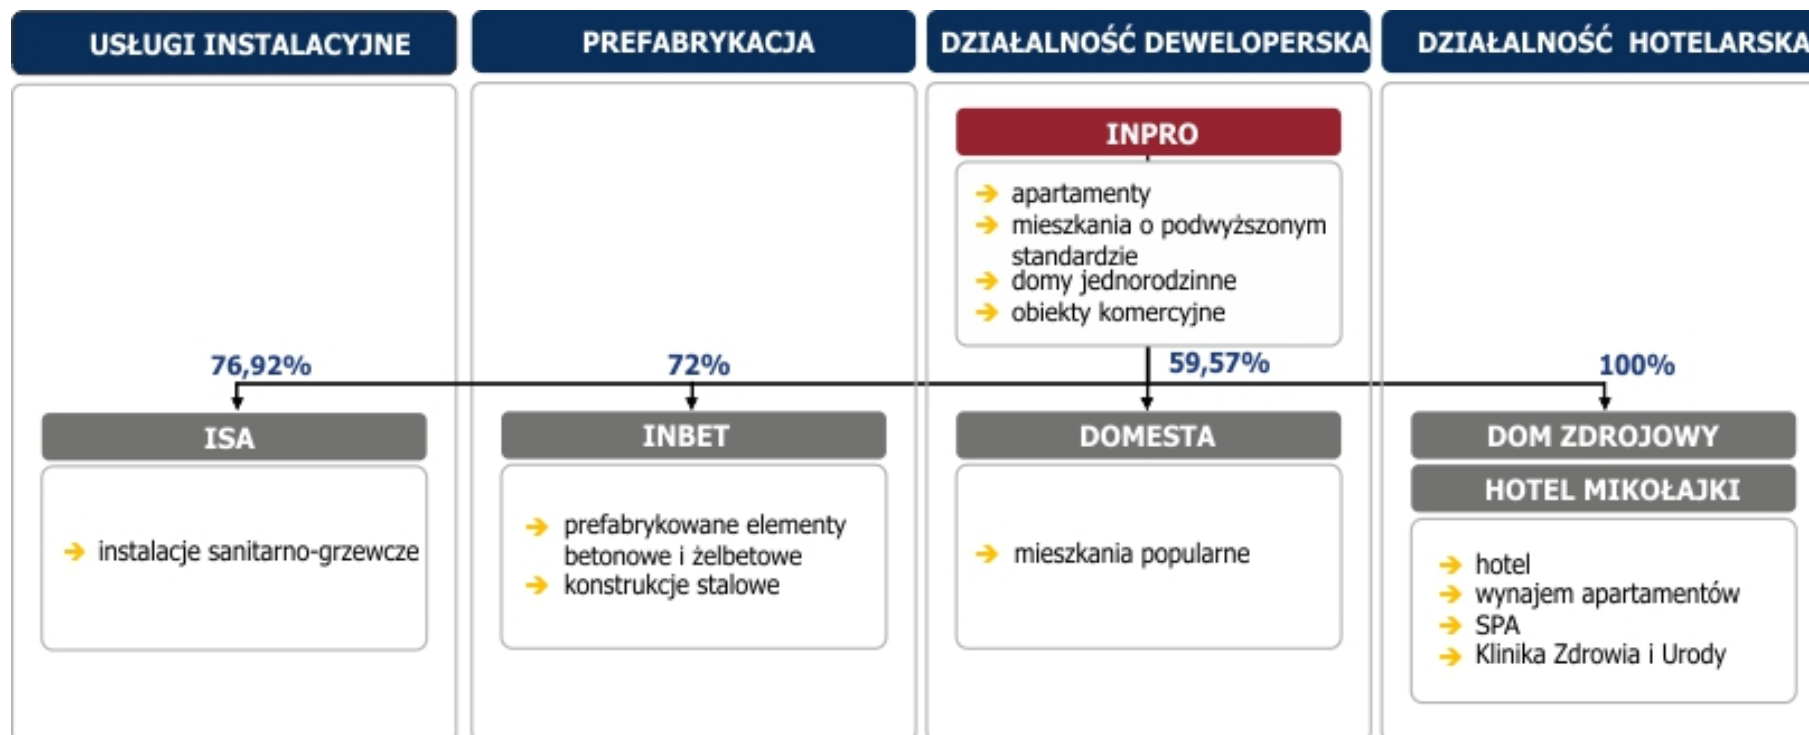 USŁUGI INSTALACYJNE
PREFABRYKACJA
DZIAŁALNOŚĆ DEWELOPERSKA
DZIAŁALNOŚĆ HOTELARSKA
INPRO
apartamenty
mieszkania o podwyższonym
standardzie
domy jednorodzinne
obiekty komercyjne
76,92%
72%
59,57%
100%
ISA
instalacje sanitarno-grzewcze
INBET
prefabrykowane elementy
betonowe i żelbetowe
konstrukcje stalowe
DOMESTA
mieszkania popularne
DOM ZDROJOWY
HOTEL MIKOŁAJKI
hotel
wynajem apartamentów
SPA
Klinika Zdrowia i Urody